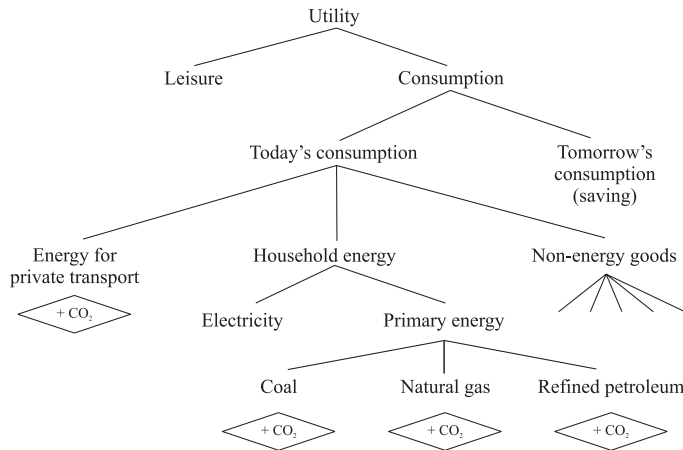 Utility
Leisure
Consumption
Today's consumption
Tomorrow's
consumption
(saving)
Energy for
private transport
Household energy
Non-energy goods
+ CO₂
Electricity
Primary energy
Coal
Natural gas
Refined petroleum
+ CO₂
+ CO₂
+ CO₂